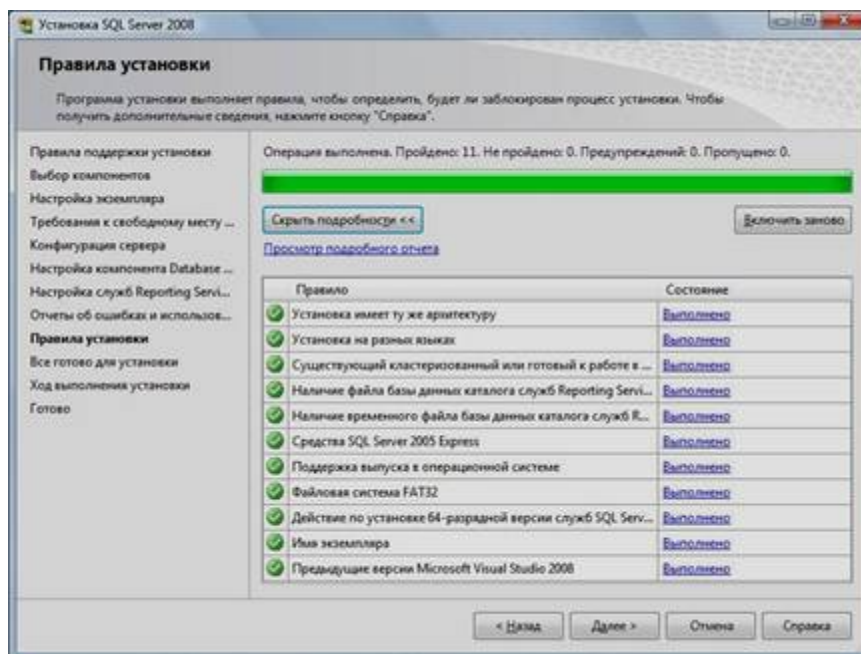 Установка SQL Server 2008
Правила установки
Программа установки выполняет правила, чтобы определить, будет ли заблокирован процесс установки. Чтобы
получить дополнительные сведения, нажмите кнопку "Справка".
Правила поддержки установки
Выбор компонентов
Настройка экземпляра
Требования к свободному месту ...
Конфигурация сервера
Настройка компонента Database ...
Настройка служб Reporting Servi...
Отчеты об ошибках и использов...
Правила установки
Все готово для установки
Ход выполнения установки
Готово
Операция выполнена. Пройдено: 11. Не пройдено: 0. Предупреждений: 0. Пропущено: 0.
Скрыть подробности <<
Включить заново
Просмотр подробного отчета
Правило Состояние
Установка имеет ту же архитектуру Выполнено
Установка на разных языках Выполнено
Существующий кластеризованный или готовый к работе в ... Выполнено
Наличие файла базы данных каталога служб Reporting Servi... Выполнено
Наличие временного файла базы данных каталога служб R... Выполнено
Средства SQL Server 2005 Express Выполнено
Поддержка выпуска в операционной системе Выполнено
Файловая система FAT32 Выполнено
Действие по установке 64-разрядной версии служб SQL Serv... Выполнено
Имя экземпляра Выполнено
Предыдущие версии Microsoft Visual Studio 2008 Выполнено
< Назад
Далее >
Отмена
Справка